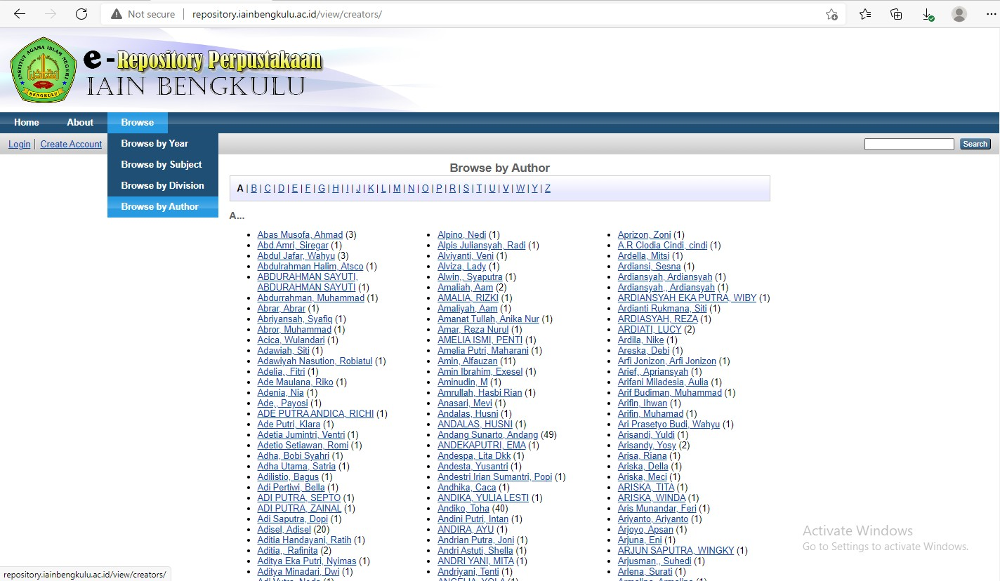 Not secure | repository.iainbengkulu.ac.id/view/creators/
INSTITUT AGAMA ISLAM NEGERI
BENGKULU
e-Repository Perpustakaan
IAIN BENGKULU
Home About Browse
Login | Create Account
Search
Browse by Year
Browse by Subject
Browse by Division
Browse by Author
Browse by Author
A | B | C | D | E | F | G | H | I | J | K | L | M | N | O | P | R | S | T | U | V | W | Y | Z
A...
Abas Musofa, Ahmad (3)
Abd.Amri, Siregar (1)
Abdul Jafar, Wahyu (3)
Abdulrahman Halim, Atsco (1)
ABDURAHMAN SAYUTI,
ABDURAHMAN SAYUTI (1)
Abdurrahman, Muhammad (1)
Abrar, Abrar (1)
Abriyansah, Syafiq (1)
Abror, Muhammad (1)
Acica, Wulandari (1)
Adawiah, Siti (1)
Adawiyah Nasution, Robiatul (1)
Adelia,, Fitri (1)
Ade Maulana, Riko (1)
Adenia, Nia (1)
Ade,, Payosi (1)
ADE PUTRA ANDICA, RICHI (1)
Ade Putri, Klara (1)
Adetia Jumintri, Ventri (1)
Adetio Setiawan, Romi (1)
Adha, Bobi Syahri (1)
Adha Utama, Satria (1)
Adilistio, Bagus (1)
Adi Pertiwi, Bella (1)
ADI PUTRA, SEPTO (1)
ADI PUTRA, ZAINAL (1)
Adi Saputra, Dopi (1)
Adisel, Adisel (20)
Aditia Handayani, Ratih (1)
Aditia,, Rafinita (2)
Aditya Eka Putri, Nyimas (1)
Aditya Minadari, Dwi (1)
Alpino, Nedi (1)
Alpis Juliansyah, Radi (1)
Alviyanti, Veni (1)
Alviza, Lady (1)
Alwin,, Syaputra (1)
Amaliah, Aam (2)
AMALIA, RIZKI (1)
Amaliyah, Aam (1)
Amanat Tullah, Anika Nur (1)
Amar, Reza Nurul (1)
AMELIA ISMI, PENTI (1)
Amelia Putri, Maharani (1)
Amin, Alfauzan (11)
Amin Ibrahim, Exesel (1)
Aminudin, M (1)
Amrullah, Hasbi Rian (1)
Anasari, Mevi (1)
Andalas, Husni (1)
ANDALAS, HUSNI (1)
Andang Sunarto, Andang (49)
ANDEKAPUTRI, EMA (1)
Andespa, Lita Dkk (1)
Andesta, Yusantri (1)
Andestri Irian Sumantri, Popi (1)
Andhika, Caca (1)
ANDIKA, YULIA LESTI (1)
Andiko, Toha (40)
Andini Putri, Intan (1)
ANDIRA, AYU (1)
Andrian Putra, Joni (1)
Andri Astuti, Shella (1)
ANDRI YANI, MITA (1)
Andriyani, Tenti (1)
Aprizon, Zoni (1)
A.R Clodia Cindi, cindi (1)
Ardella, Mitsi (1)
Ardiansi, Sesna (1)
Ardiansyah, Ardiansyah (1)
Ardiansyah,, Ardiansyah (1)
ARDIANSYAH EKA PUTRA, WIBY (1)
Ardianti Rukmana, Siti (1)
ARDIASYAH, REZA (1)
ARDIATI, LUCY (2)
Ardila, Nike (1)
Areska, Debi (1)
Arfi Jonizon, Arfi Jonizon (1)
Arief,, Apriansyah (1)
Arifani Miladesia, Aulia (1)
Arif Budiman, Muhammad (1)
Arifin, Ihwan (1)
Arifin, Muhamad (1)
Ari Prasetyo Budi, Wahyu (1)
Arisandi, Yuldi (1)
Arisandy, Yosy (2)
Arisa, Riana (1)
Ariska, Della (1)
Ariska, Meci (1)
ARISKA, TITA (1)
ARISKA, WINDA (1)
Aris Munandar, Feri (1)
Ariyanto, Ariyanto (1)
Arjoyo, Apsan (1)
Arjuna, Eni (1)
ARJUN SAPUTRA, WINGKY (1)
Arjusman,, Suhedi (1)
Arlena, Surati (1)
Activate Windows
Go to Settings to activate Windows.
repository.iainbengkulu.ac.id/view/creators/